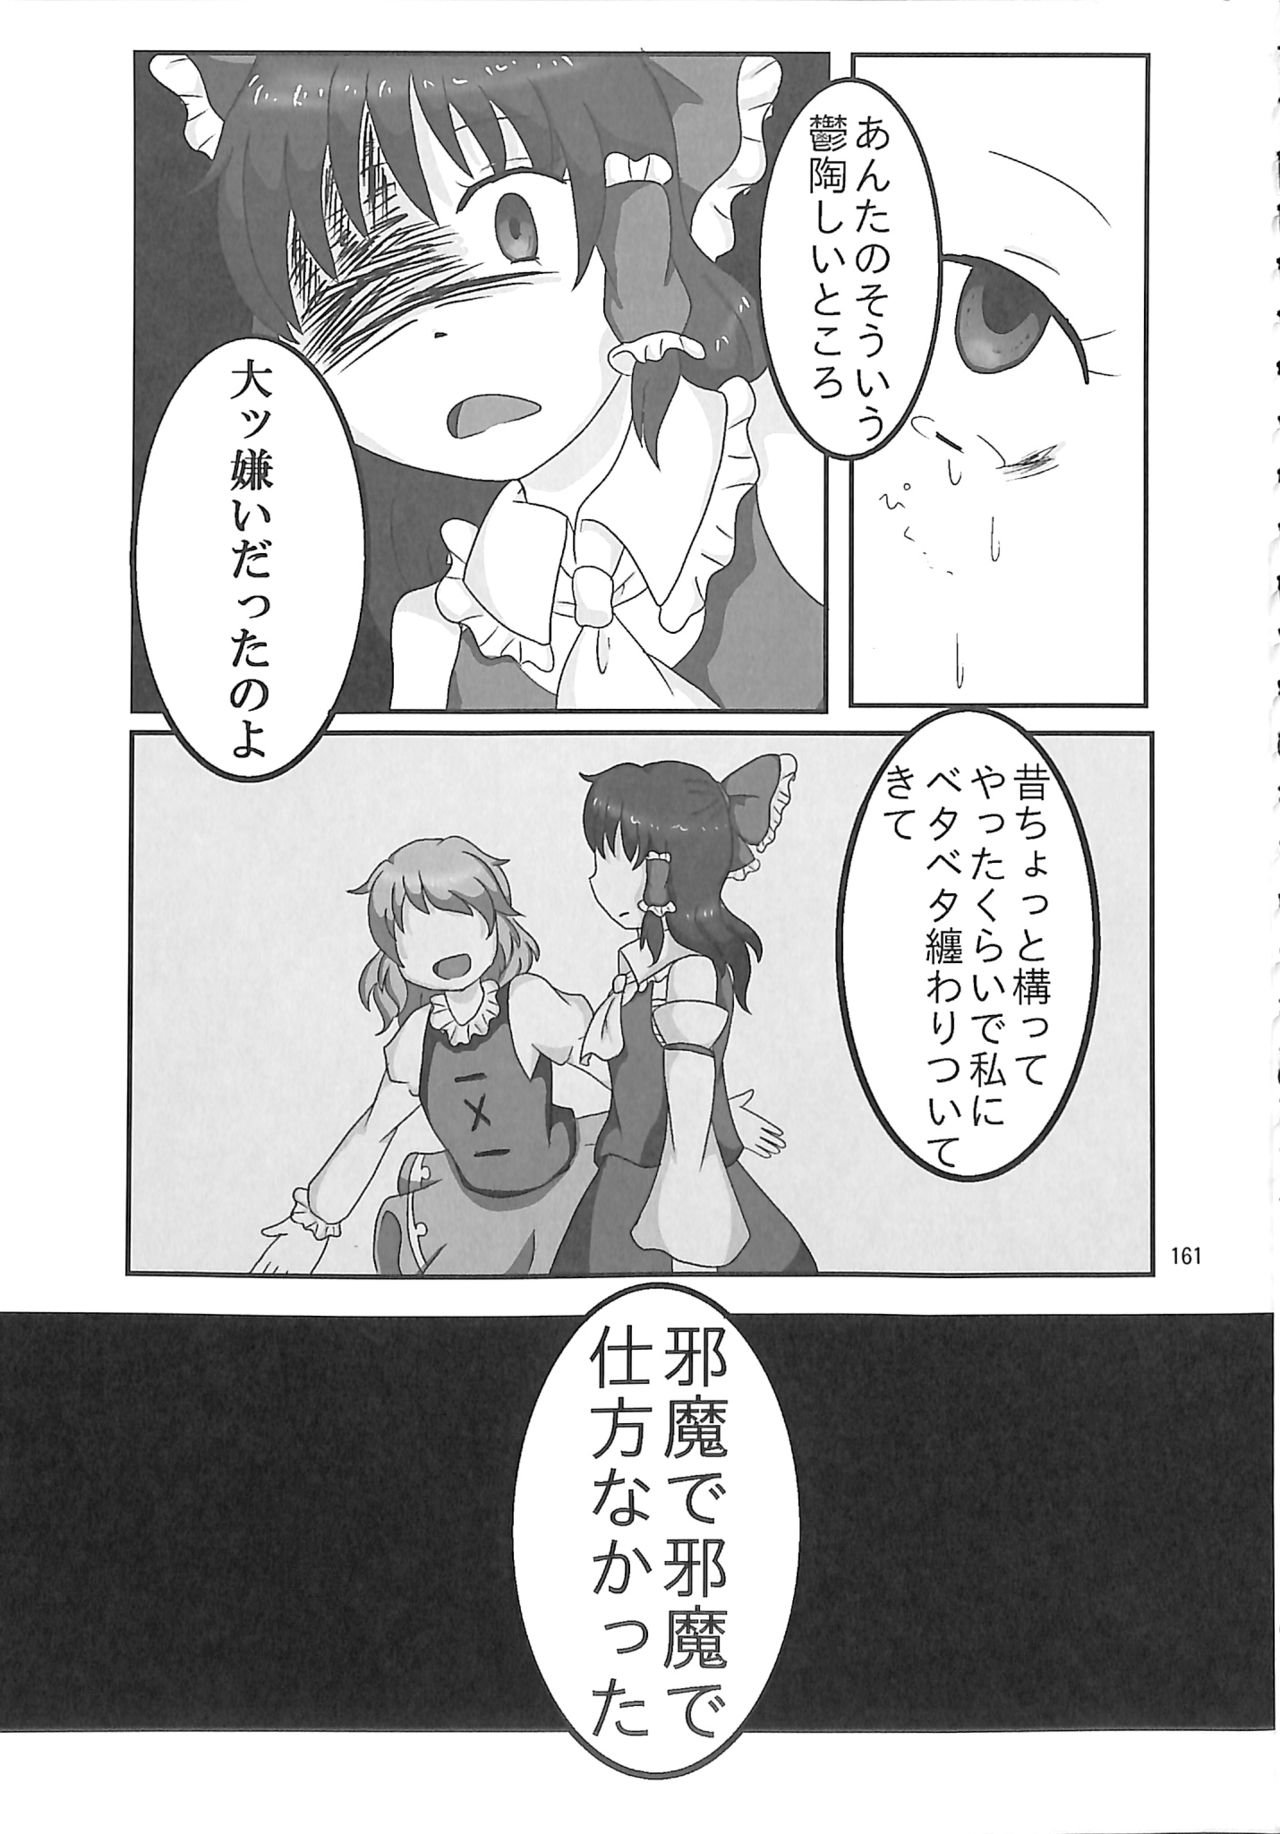 ぴく…
あんたのそういう
鬱陶しいところ
大ッ嫌いだったのよ
昔ちょっと構って
やったくらいで私に
ベタベタ纏わりついて
きて
161
邪魔で邪魔で
仕方なかった